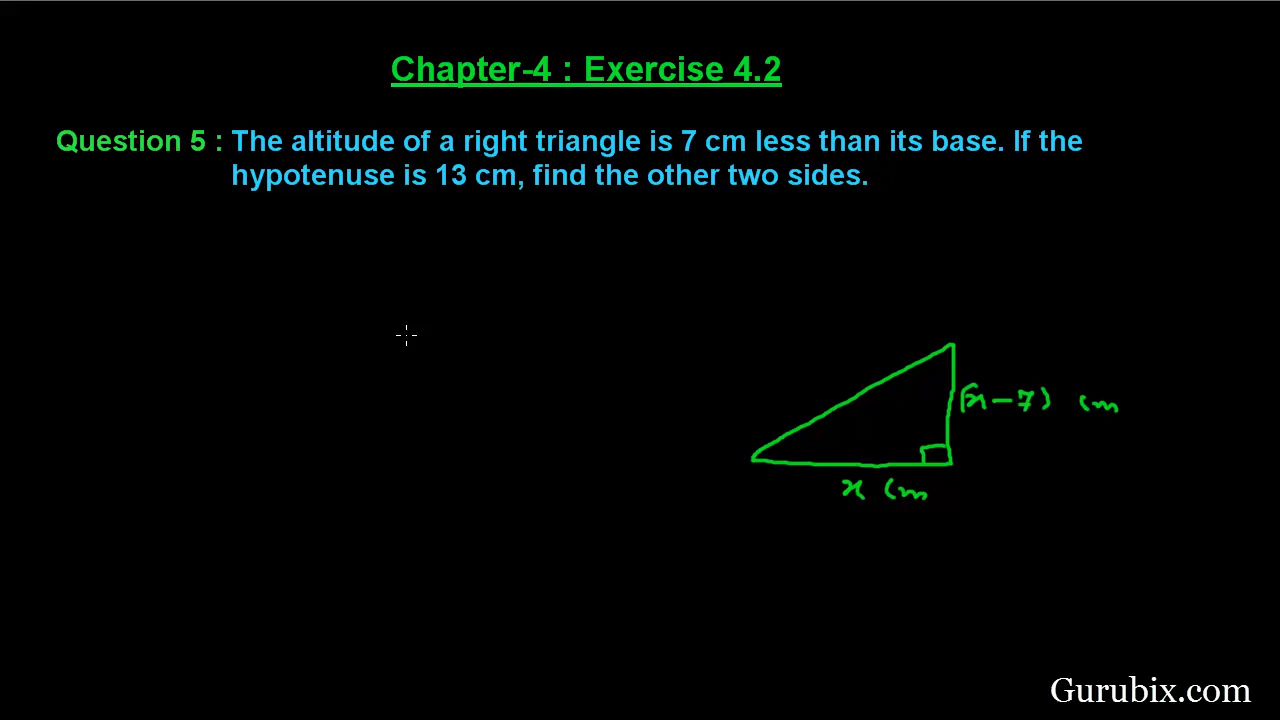 Chapter-4 : Exercise 4.2
Question 5 : The altitude of a right triangle is 7 cm less than its base. If the
hypotenuse is 13 cm, find the other two sides.
(x-7) cm
x cm
Gurubix.com